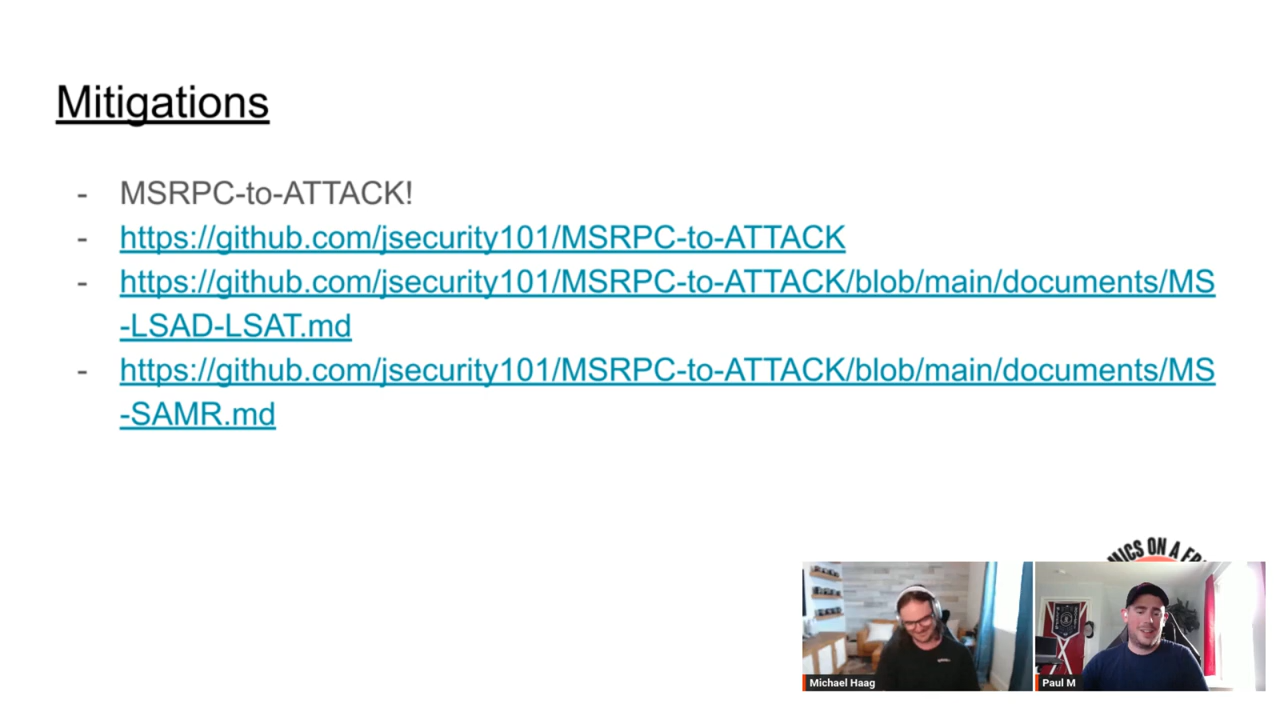 Mitigations
- MSRPC-to-ATTACK!
- https://github.com/jsecurity101/MSRPC-to-ATTACK
- https://github.com/jsecurity101/MSRPC-to-ATTACK/blob/main/documents/MS
-LSAD-LSAT.md
- https://github.com/jsecurity101/MSRPC-to-ATTACK/blob/main/documents/MS
-SAMR.md
ON A
Michael Haag
Paul M